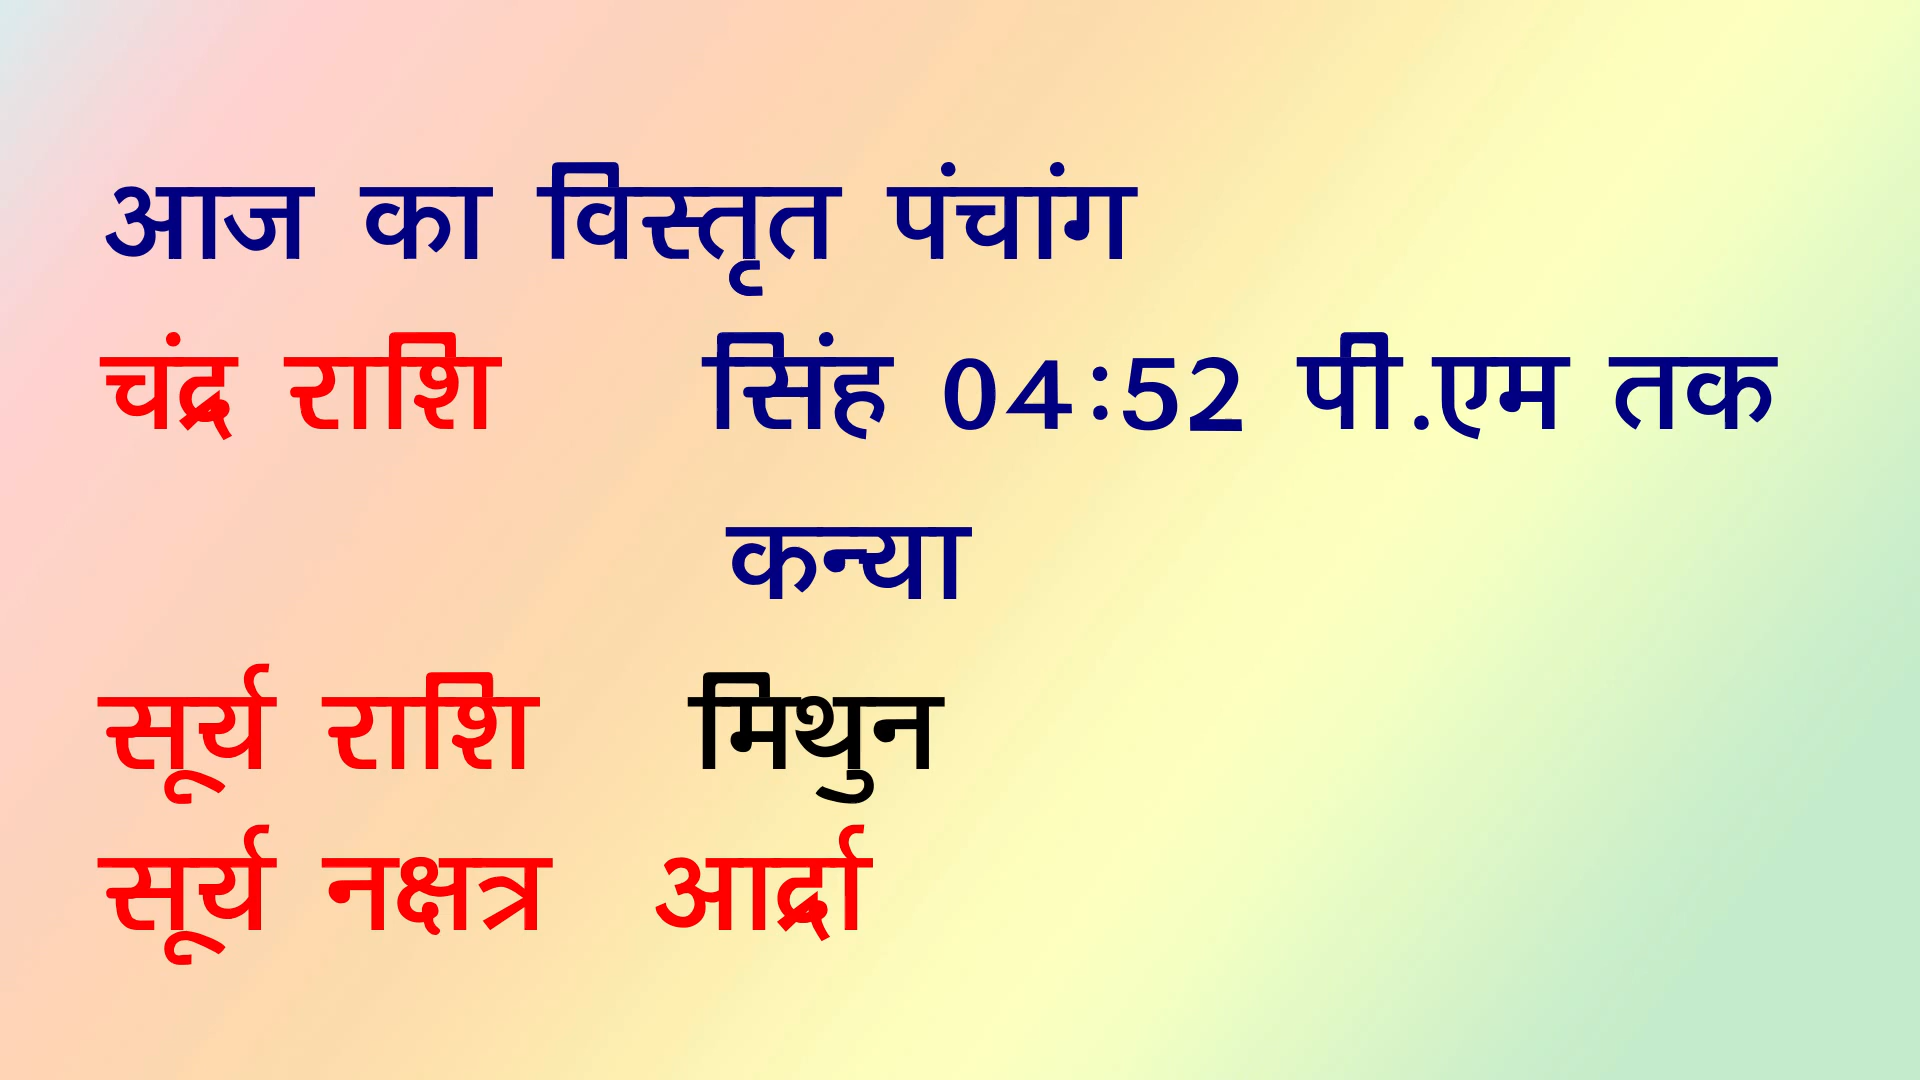 आज का विस्तृत पंचांग
चंद्र राशि सिंह 04:52 पी.एम तक
कन्या
सूर्य राशि मिथुन
सूर्य नक्षत्र आर्द्रा